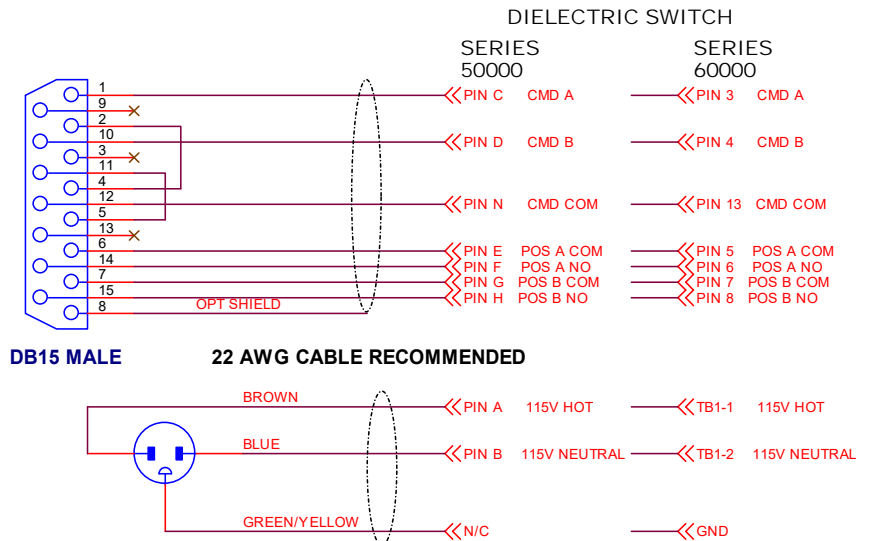 DIELECTRIC SWITCH
SERIES 50000
SERIES 60000
1
9
2
10
3
11
4
12
5
13
6
14
7
15
8
PIN C CMD A
PIN 3 CMD A
PIN D CMD B
PIN 4 CMD B
PIN N CMD COM
PIN 13 CMD COM
PIN E POS A COM
PIN 5 POS A COM
PIN F POS A NO
PIN 6 POS A NO
PIN G POS B COM
PIN 7 POS B COM
PIN H POS B NO
PIN 8 POS B NO
OPT SHIELD
DB15 MALE
22 AWG CABLE RECOMMENDED
BROWN
PIN A 115V HOT
TB1-1 115V HOT
BLUE
PIN B 115V NEUTRAL
TB1-2 115V NEUTRAL
GREEN/YELLOW
N/C
GND